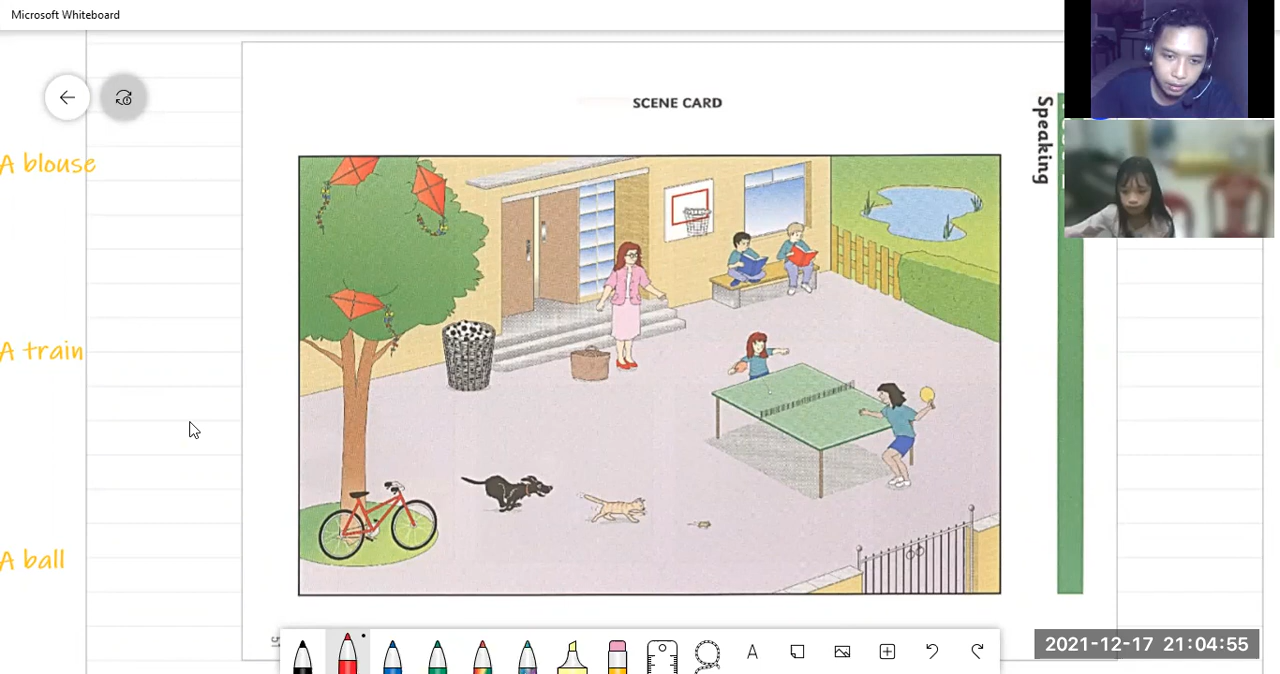 Microsoft Whiteboard
SCENE CARD
Speaking
A blouse
A train
A ball
A
2021-12-17 21:04:55